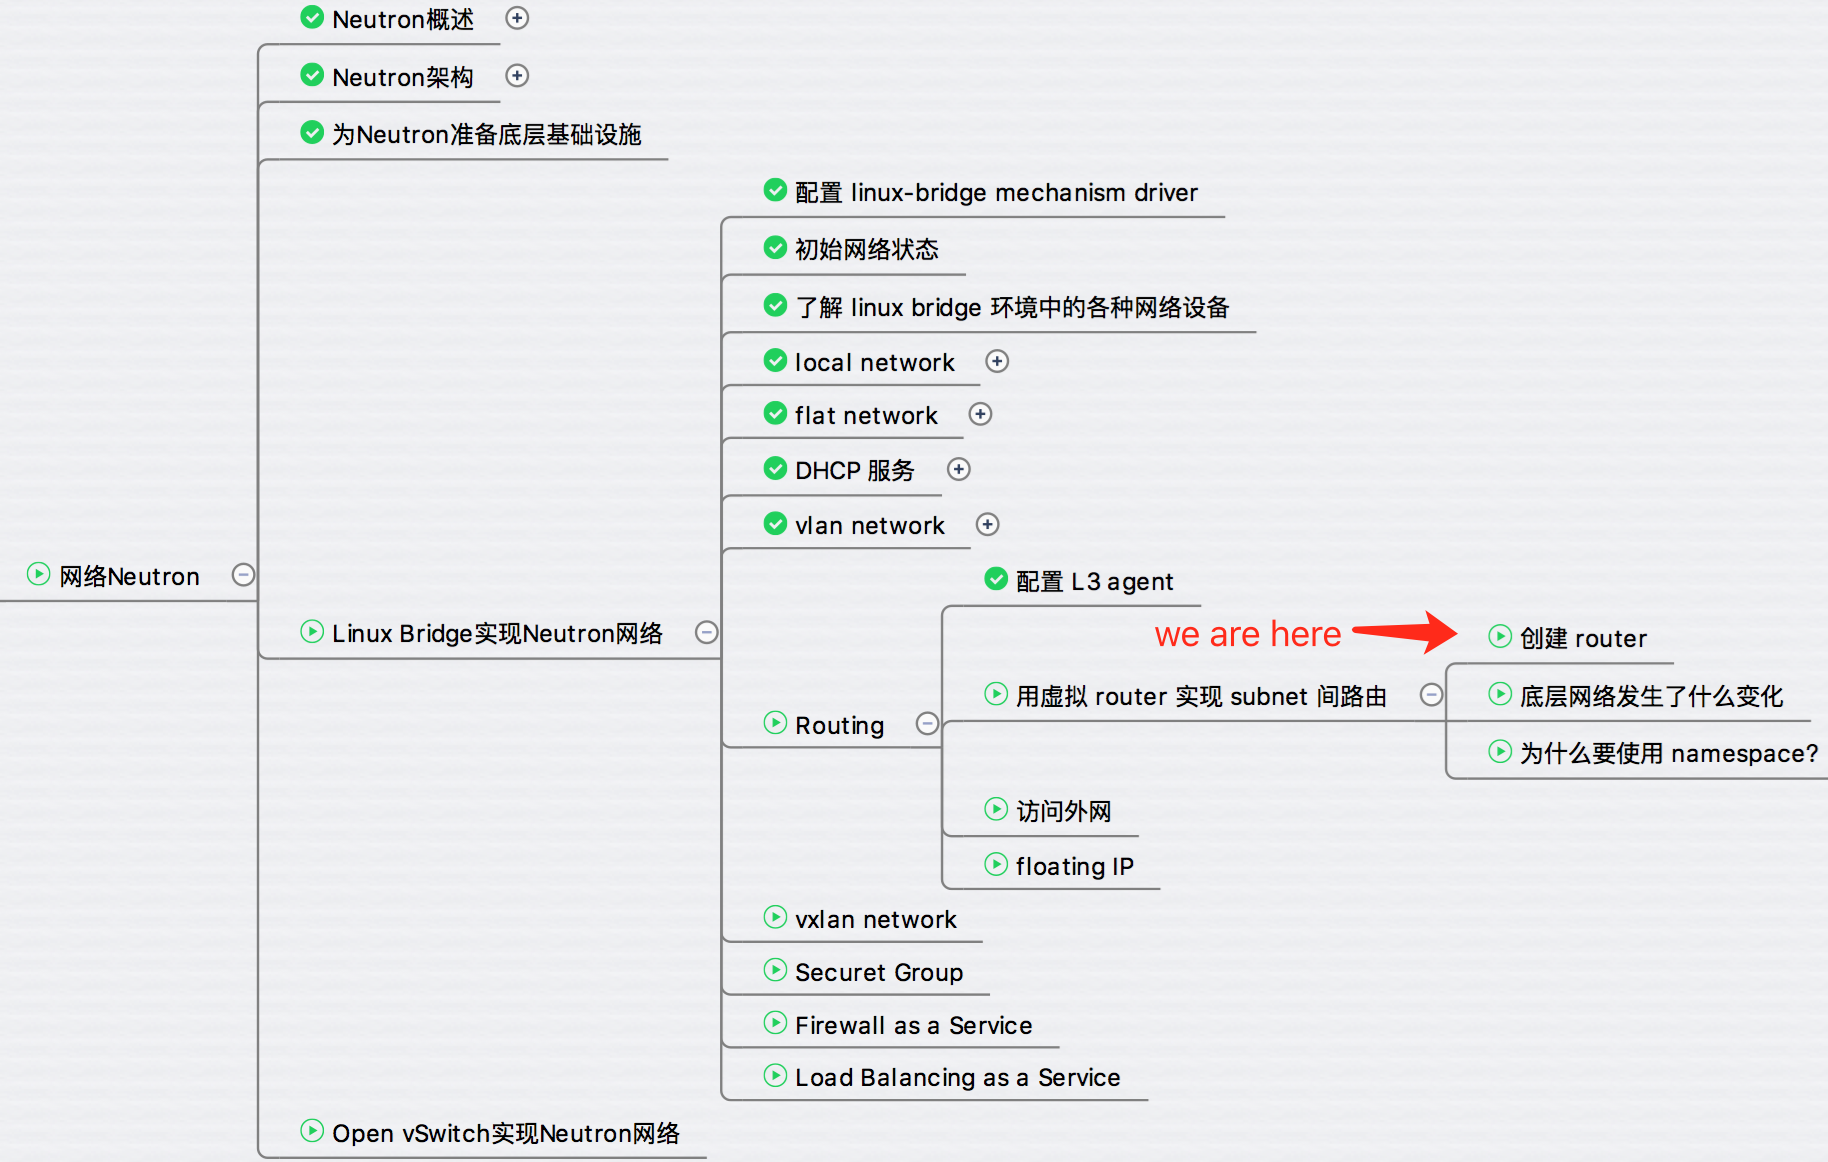 Neutron概述
Neutron架构
为Neutron准备底层基础设施
配置 linux-bridge mechanism driver
初始网络状态
了解 linux bridge 环境中的各种网络设备
local network
flat network
DHCP 服务
vlan network
网络Neutron
配置 L3 agent
Linux Bridge实现Neutron网络
we are here
创建 router
用虚拟 router 实现 subnet 间路由
底层网络发生了什么变化
Routing
为什么要使用 namespace?
访问外网
floating IP
vxlan network
Securet Group
Firewall as a Service
Load Balancing as a Service
Open vSwitch实现Neutron网络